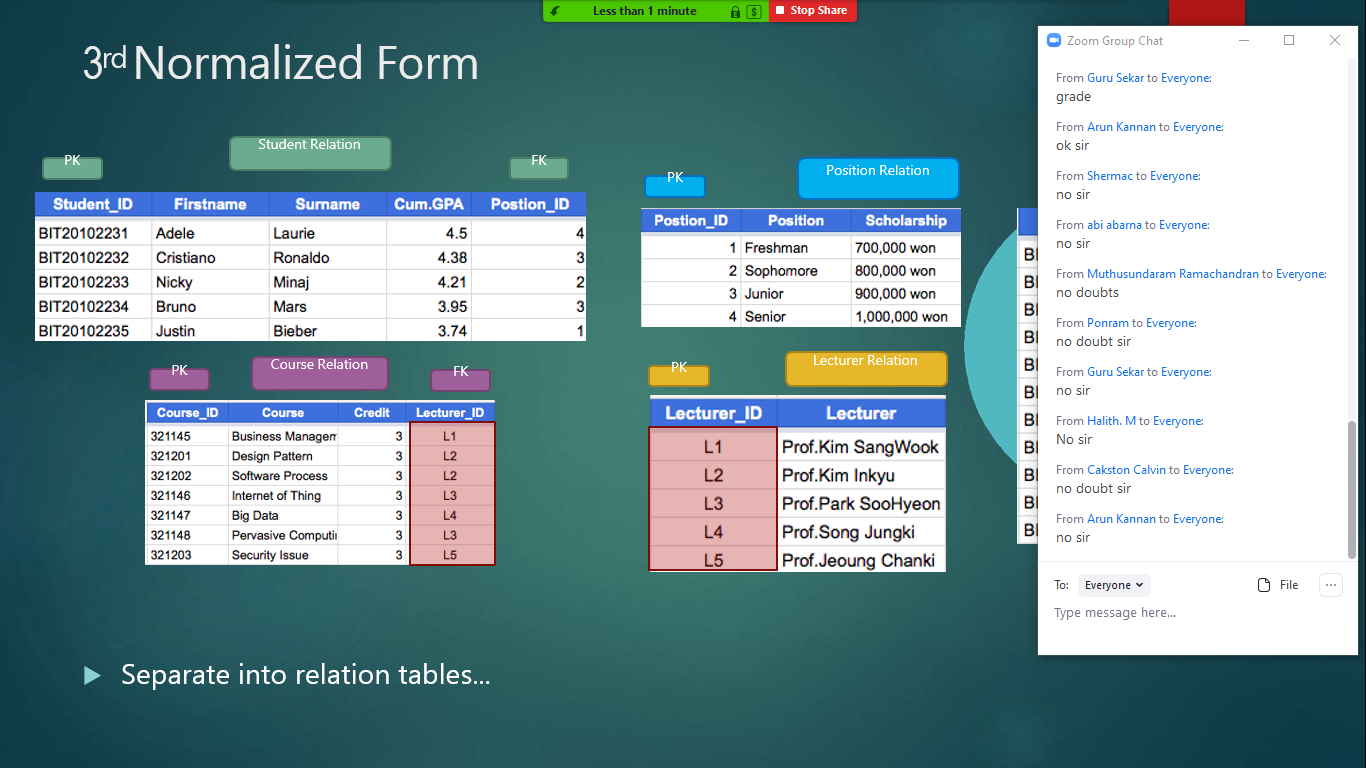 Less than 1 minute
Stop Share
3rd Normalized Form
PK
Student Relation
FK
Student_ID Firstname Surname Cum.GPA Postion_ID
BIT20102231 Adele Laurie 4.5 4
BIT20102232 Cristiano Ronaldo 4.38 3
BIT20102233 Nicky Minaj 4.21 2
BIT20102234 Bruno Mars 3.95 3
BIT20102235 Justin Bieber 3.74 1
PK
Position Relation
Postion_ID Position Scholarship
1 Freshman 700,000 won
2 Sophomore 800,000 won
3 Junior 900,000 won
4 Senior 1,000,000 won
PK
Course Relation
FK
Course_ID Course Credit Lecturer_ID
321145 Business Managem 3 L1
321201 Design Pattern 3 L2
321202 Software Process 3 L2
321146 Internet of Thing 3 L3
321147 Big Data 3 L4
321148 Pervasive Computi 3 L3
321203 Security Issue 3 L5
PK
Lecturer Relation
Lecturer_ID Lecturer
L1 Prof.Kim SangWook
L2 Prof.Kim Inkyu
L3 Prof.Park SooHyeon
L4 Prof.Song Jungki
L5 Prof.Jeoung Chanki
Separate into relation tables...
Zoom Group Chat
From Guru Sekar to Everyone:
grade
From Arun Kannan to Everyone:
ok sir
From Shermac to Everyone:
no sir
From abi abarna to Everyone:
no sir
From Muthusundaram Ramachandran to Everyone:
no doubts
From Ponram to Everyone:
no doubt sir
From Guru Sekar to Everyone:
no sir
From Halith. M to Everyone:
No sir
From Cakston Calvin to Everyone:
no doubt sir
From Arun Kannan to Everyone:
no sir
To: Everyone
File
Type message here...